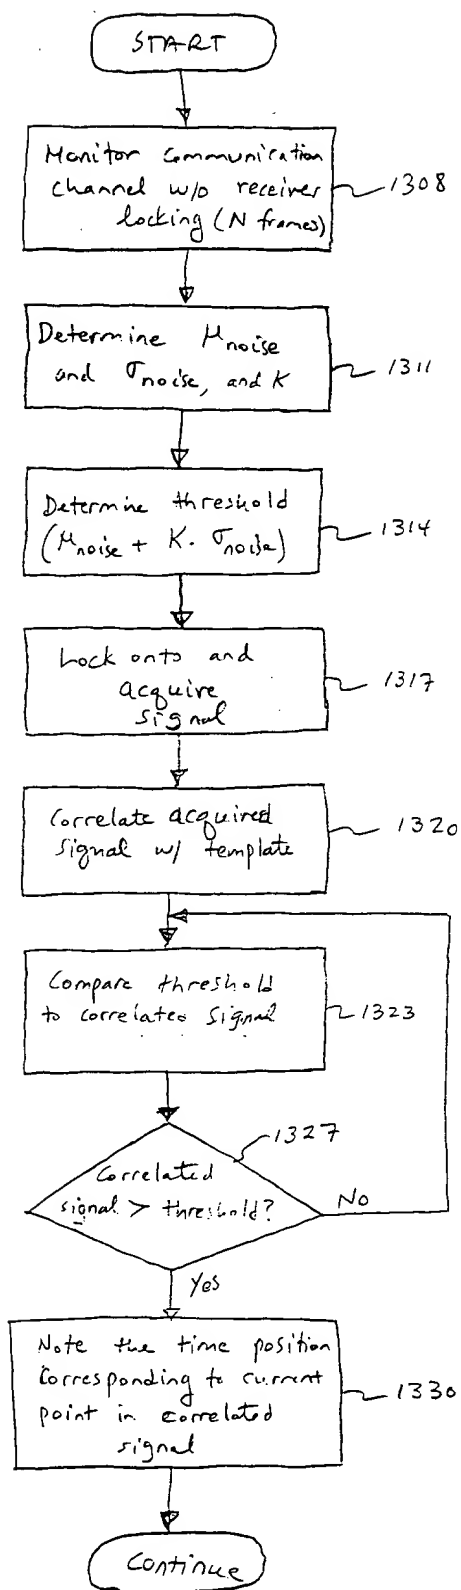 START
Monitor communication
channel w/o receiver
locking (N frames)
1308
Determine μnoise
and σnoise, and K
1311
Determine threshold
(μnoise + K. σnoise)
1314
Lock onto and
acquire
signal
1317
Correlate acquired
signal w/ template
1320
Compare threshold
to correlated signal
1323
1327
Correlated
signal > threshold?
No
Yes
Note the time position
corresponding to current
point in correlated
signal
1330
Continue